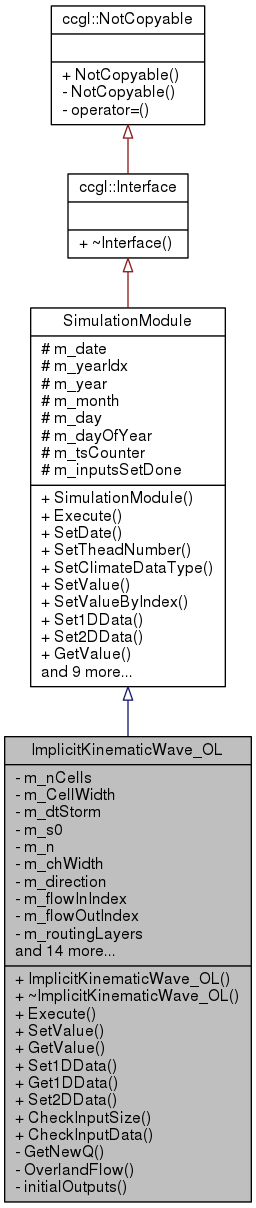 ccgl::NotCopyable
+ NotCopyable()
- NotCopyable()
- operator=()
ccgl::Interface
+ ~Interface()
SimulationModule
# m_date
# m_yearIdx
# m_year
# m_month
# m_day
# m_dayOfYear
# m_tsCounter
# m_inputsSetDone
+ SimulationModule()
+ Execute()
+ SetDate()
+ SetTheadNumber()
+ SetClimateDataType()
+ SetValue()
+ SetValueByIndex()
+ Set1DData()
+ Set2DData()
+ GetValue()
and 9 more...
ImplicitKinematicWave_OL
- m_nCells
- m_CellWidth
- m_dtStorm
- m_s0
- m_n
- m_chWidth
- m_direction
- m_flowInIndex
- m_flowOutIndex
- m_routingLayers
and 14 more...
+ ImplicitKinematicWave_OL()
+ ~ImplicitKinematicWave_OL()
+ Execute()
+ SetValue()
+ GetValue()
+ Set1DData()
+ Get1DData()
+ Set2DData()
+ CheckInputSize()
+ CheckInputData()
- GetNewQ()
- OverlandFlow()
- initialOutputs()